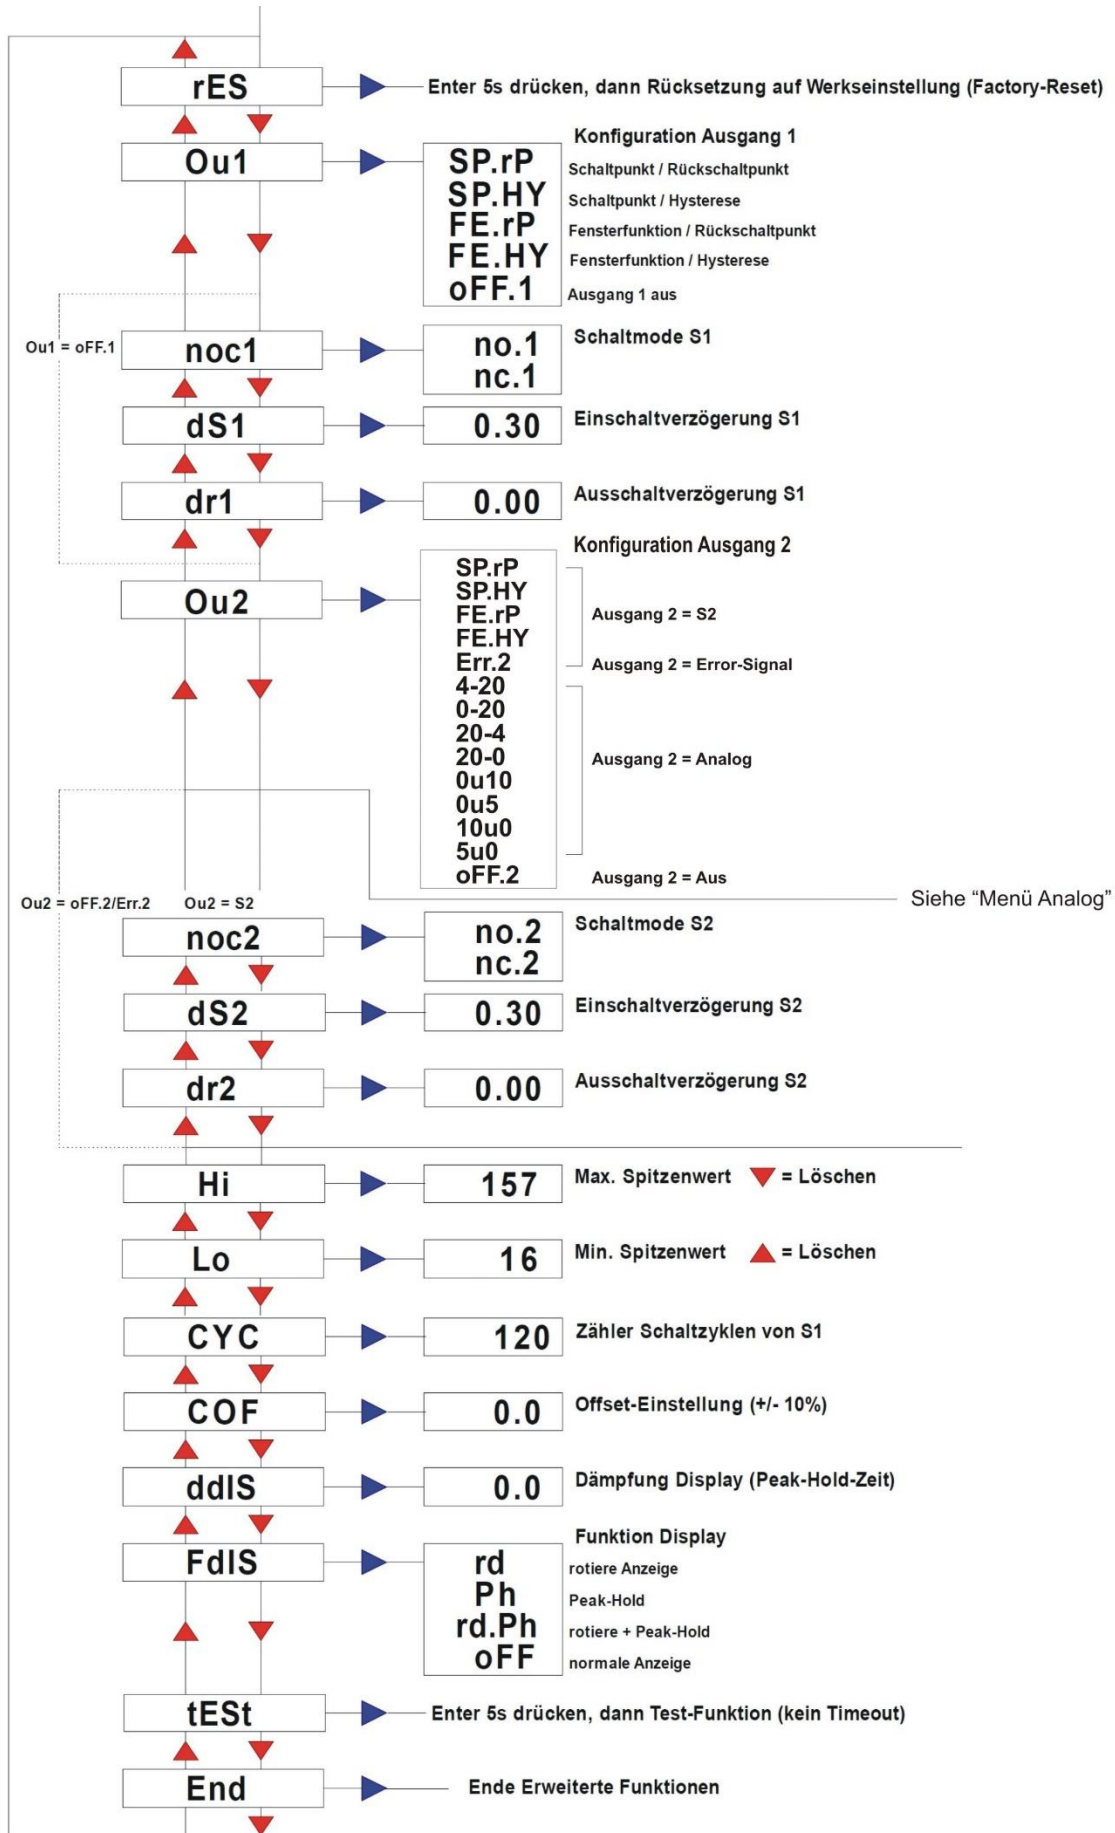 rES
Enter 5s drücken, dann Rücksetzung auf Werkseinstellung (Factory-Reset)
Ou1
Konfiguration Ausgang 1
SP.rP Schaltpunkt / Rückschaltpunkt
SP.HY Schaltpunkt / Hysterese
FE.rP Fensterfunktion / Rückschaltpunkt
FE.HY Fensterfunktion / Hysterese
oFF.1 Ausgang 1 aus
Ou1 = oFF.1
noc1
no.1
nc.1
Schaltmode S1
dS1
0.30
Einschaltverzögerung S1
dr1
0.00
Ausschaltverzögerung S1
Ou2
Konfiguration Ausgang 2
SP.rP
SP.HY
FE.rP
FE.HY
Ausgang 2 = S2
Err.2
Ausgang 2 = Error-Signal
4-20
0-20
20-4
20-0
0u10
0u5
10u0
5u0
Ausgang 2 = Analog
oFF.2
Ausgang 2 = Aus
Siehe “Menü Analog”
Ou2 = oFF.2/Err.2
Ou2 = S2
noc2
no.2
nc.2
Schaltmode S2
dS2
0.30
Einschaltverzögerung S2
dr2
0.00
Ausschaltverzögerung S2
Hi
157
Max. Spitzenwert = Löschen
Lo
16
Min. Spitzenwert = Löschen
CYC
120
Zähler Schaltzyklen von S1
COF
0.0
Offset-Einstellung (+/- 10%)
ddIS
0.0
Dämpfung Display (Peak-Hold-Zeit)
FdIS
Funktion Display
rd rotiere Anzeige
Ph Peak-Hold
rd.Ph rotiere + Peak-Hold
oFF normale Anzeige
tESt
Enter 5s drücken, dann Test-Funktion (kein Timeout)
End
Ende Erweiterte Funktionen